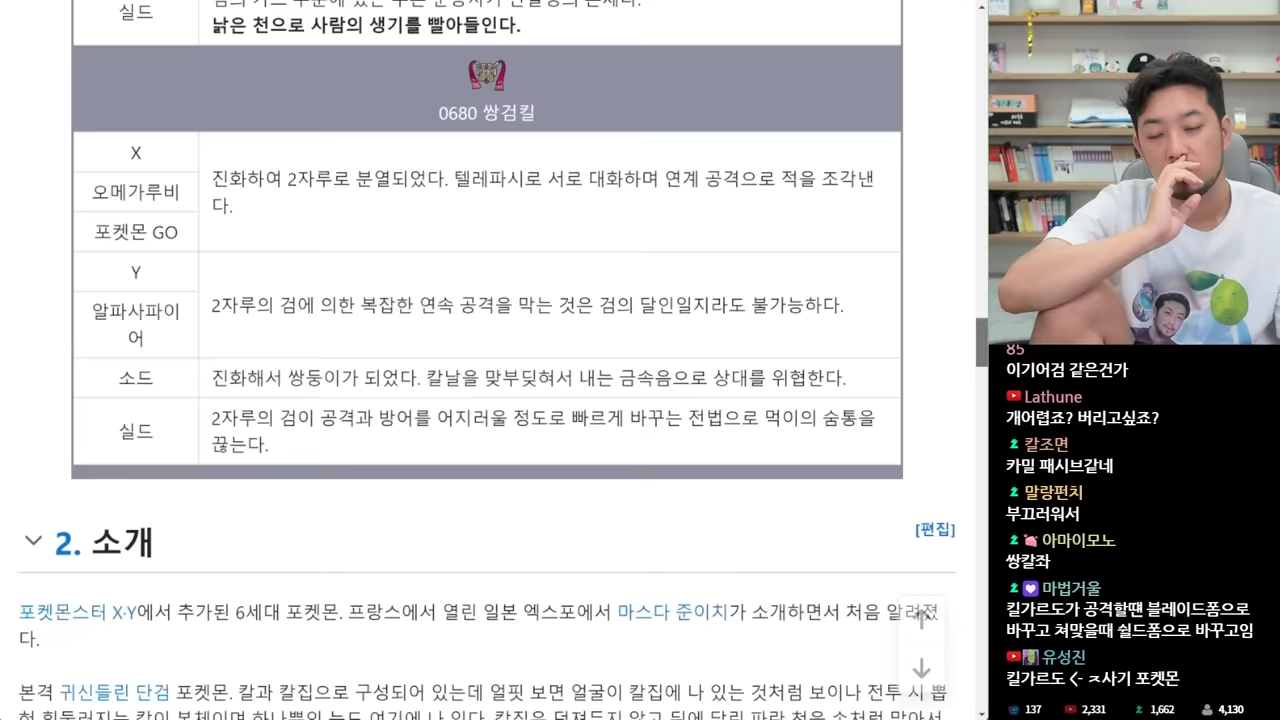 실드
낡은 천으로 사람의 생기를 빨아들인다.
0680 쌍검킬
X
오메가루비
포켓몬 GO
진화하여 2자루로 분열되었다. 텔레파시로 서로 대화하며 연계 공격으로 적을 조각낸
다.
Y
알파사파이
어
2자루의 검에 의한 복잡한 연속 공격을 막는 것은 검의 달인일지라도 불가능하다.
소드
진화해서 쌍둥이가 되었다. 칼날을 맞부딪혀서 내는 금속음으로 상대를 위협한다.
실드
2자루의 검이 공격과 방어를 어지러울 정도로 빠르게 바꾸는 전법으로 먹이의 숨통을
끊는다.
2. 소개
[편집]
포켓몬스터 X·Y에서 추가된 6세대 포켓몬. 프랑스에서 열린 일본 엑스포에서 마스다 준이치가 소개하면서 처음 알려졌
다.
본격 귀신들린 단검 포켓몬. 칼과 칼집으로 구성되어 있는데 얼핏 보면 얼굴이 칼집에 나 있는 것처럼 보이나 전투 시 뽑
85
이기어검 같은건가
Lathune
개어렵죠? 버리고싶죠?
칼조면
카밀 패시브같네
말랑펀치
부끄러워서
아마이모노
쌍칼좌
마법거울
킬가르도가 공격할땐 블레이드폼으로
바꾸고 쳐맞을때 쉴드폼으로 바꾸고임
유성진
킬가르도 <- ㅈ사기 포켓몬
137 2,331 1,662 4,130